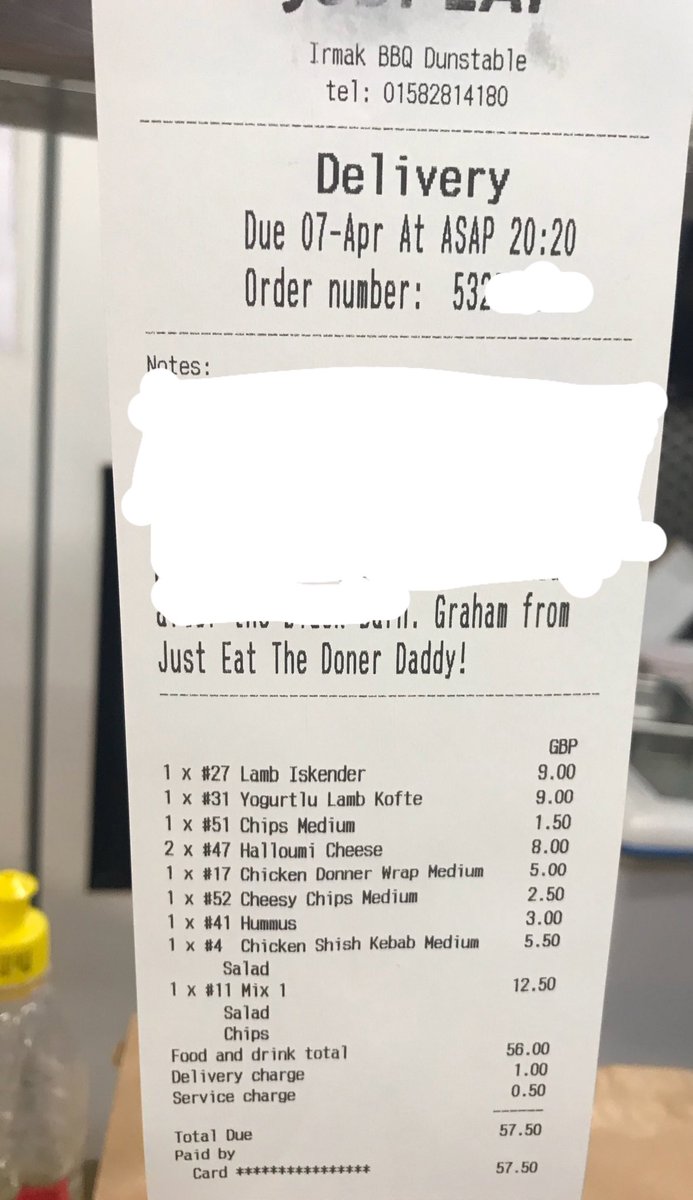 JUST EAT
Irmak BBQ Dunstable
tel: 01582814180
Delivery
Due 07-Apr At ASAP 20:20
Order number: 532
Notes:
Graham from
Just Eat The Doner Daddy!
GBP
1 x #27 Lamb Iskender 9.00
1 x #31 Yogurtlu Lamb Kofte 9.00
1 x #51 Chips Medium 1.50
2 x #47 Halloumi Cheese 8.00
1 x #17 Chicken Donner Wrap Medium 5.00
1 x #52 Cheesy Chips Medium 2.50
1 x #41 Hummus 3.00
1 x #4 Chicken Shish Kebab Medium 5.50
Salad
1 x #11 Mix 1 12.50
Salad
Chips
Food and drink total 56.00
Delivery charge 1.00
Service charge 0.50
Total Due 57.50
Paid by
Card **************** 57.50